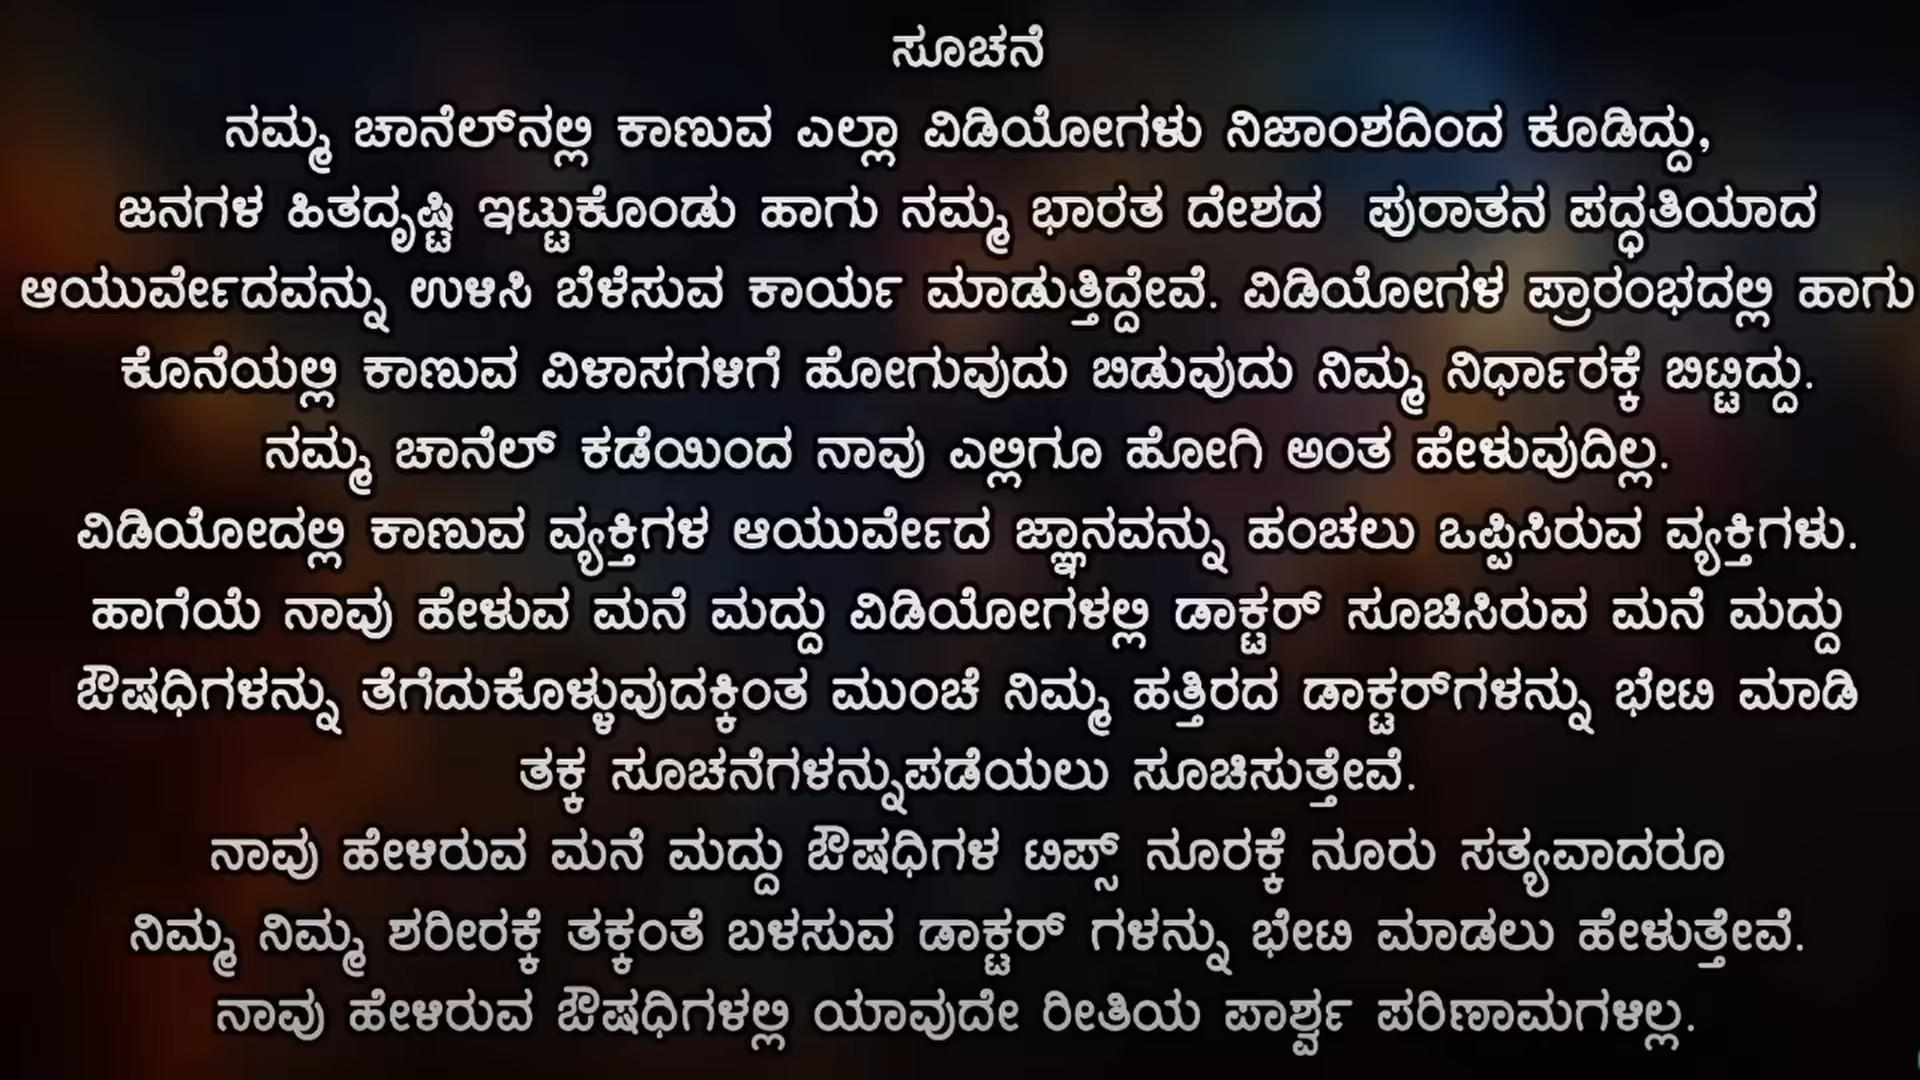 ಸೂಚನೆ
ನಮ್ಮ ಚಾನೆಲ್‌ನಲ್ಲಿ ಕಾಣುವ ಎಲ್ಲಾ ವಿಡಿಯೋಗಳು ನಿಜಾಂಶದಿಂದ ಕೂಡಿದ್ದು,
ಜನಗಳ ಹಿತದೃಷ್ಟಿ ಇಟ್ಟುಕೊಂಡು ಹಾಗು ನಮ್ಮ ಭಾರತ ದೇಶದ ಪುರಾತನ ಪದ್ಧತಿಯಾದ
ಆಯುರ್ವೇದವನ್ನು ಉಳಿಸಿ ಬೆಳೆಸುವ ಕಾರ್ಯ ಮಾಡುತ್ತಿದ್ದೇವೆ. ವಿಡಿಯೋಗಳ ಪ್ರಾರಂಭದಲ್ಲಿ ಹಾಗು
ಕೊನೆಯಲ್ಲಿ ಕಾಣುವ ವಿಳಾಸಗಳಿಗೆ ಹೋಗುವುದು ಬಿಡುವುದು ನಿಮ್ಮ ನಿರ್ಧಾರಕ್ಕೆ ಬಿಟ್ಟಿದ್ದು.
ನಮ್ಮ ಚಾನೆಲ್ ಕಡೆಯಿಂದ ನಾವು ಎಲ್ಲಿಗೂ ಹೋಗಿ ಅಂತ ಹೇಳುವುದಿಲ್ಲ.
ವಿಡಿಯೋದಲ್ಲಿ ಕಾಣುವ ವ್ಯಕ್ತಿಗಳ ಆಯುರ್ವೇದ ಜ್ಞಾನವನ್ನು ಹಂಚಲು ಒಪ್ಪಿಸಿರುವ ವ್ಯಕ್ತಿಗಳು.
ಹಾಗೆಯೆ ನಾವು ಹೇಳುವ ಮನೆ ಮದ್ದು ವಿಡಿಯೋಗಳಲ್ಲಿ ಡಾಕ್ಟರ್ ಸೂಚಿಸಿರುವ ಮನೆ ಮದ್ದು
ಔಷಧಿಗಳನ್ನು ತೆಗೆದುಕೊಳ್ಳುವುದಕ್ಕಿಂತ ಮುಂಚೆ ನಿಮ್ಮ ಹತ್ತಿರದ ಡಾಕ್ಟರ್‌ಗಳನ್ನು ಭೇಟಿ ಮಾಡಿ
ತಕ್ಕ ಸೂಚನೆಗಳನ್ನುಪಡೆಯಲು ಸೂಚಿಸುತ್ತೇವೆ.
ನಾವು ಹೇಳಿರುವ ಮನೆ ಮದ್ದು ಔಷಧಿಗಳ ಟಿಪ್ಸ್ ನೂರಕ್ಕೆ ನೂರು ಸತ್ಯವಾದರೂ
ನಿಮ್ಮ ನಿಮ್ಮ ಶರೀರಕ್ಕೆ ತಕ್ಕಂತೆ ಬಳಸುವ ಡಾಕ್ಟರ್ ಗಳನ್ನು ಭೇಟಿ ಮಾಡಲು ಹೇಳುತ್ತೇವೆ.
ನಾವು ಹೇಳಿರುವ ಔಷಧಿಗಳಲ್ಲಿ ಯಾವುದೇ ರೀತಿಯ ಪಾರ್ಶ್ವ ಪರಿಣಾಮಗಳಿಲ್ಲ.